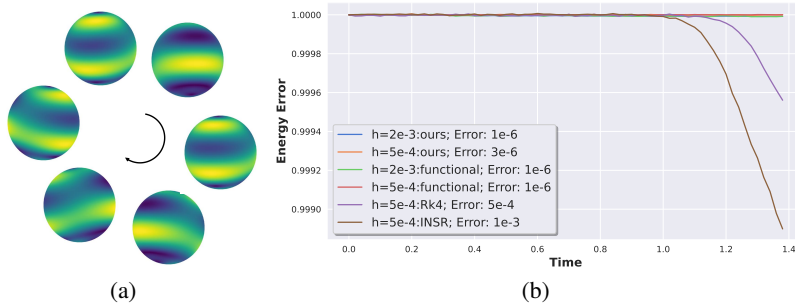 1.0000
0.9998
0.9996
0.9994
0.9992
0.9990
Energy Error
h=2e-3:ours; Error: 1e-6
h=5e-4:ours; Error: 3e-6
h=2e-3:functional; Error: 1e-6
h=5e-4:functional; Error: 1e-6
h=5e-4:Rk4; Error: 5e-4
h=5e-4:INSR; Error: 1e-3
0.0 0.2 0.4 0.6 0.8 1.0 1.2 1.4
Time
(a) (b)